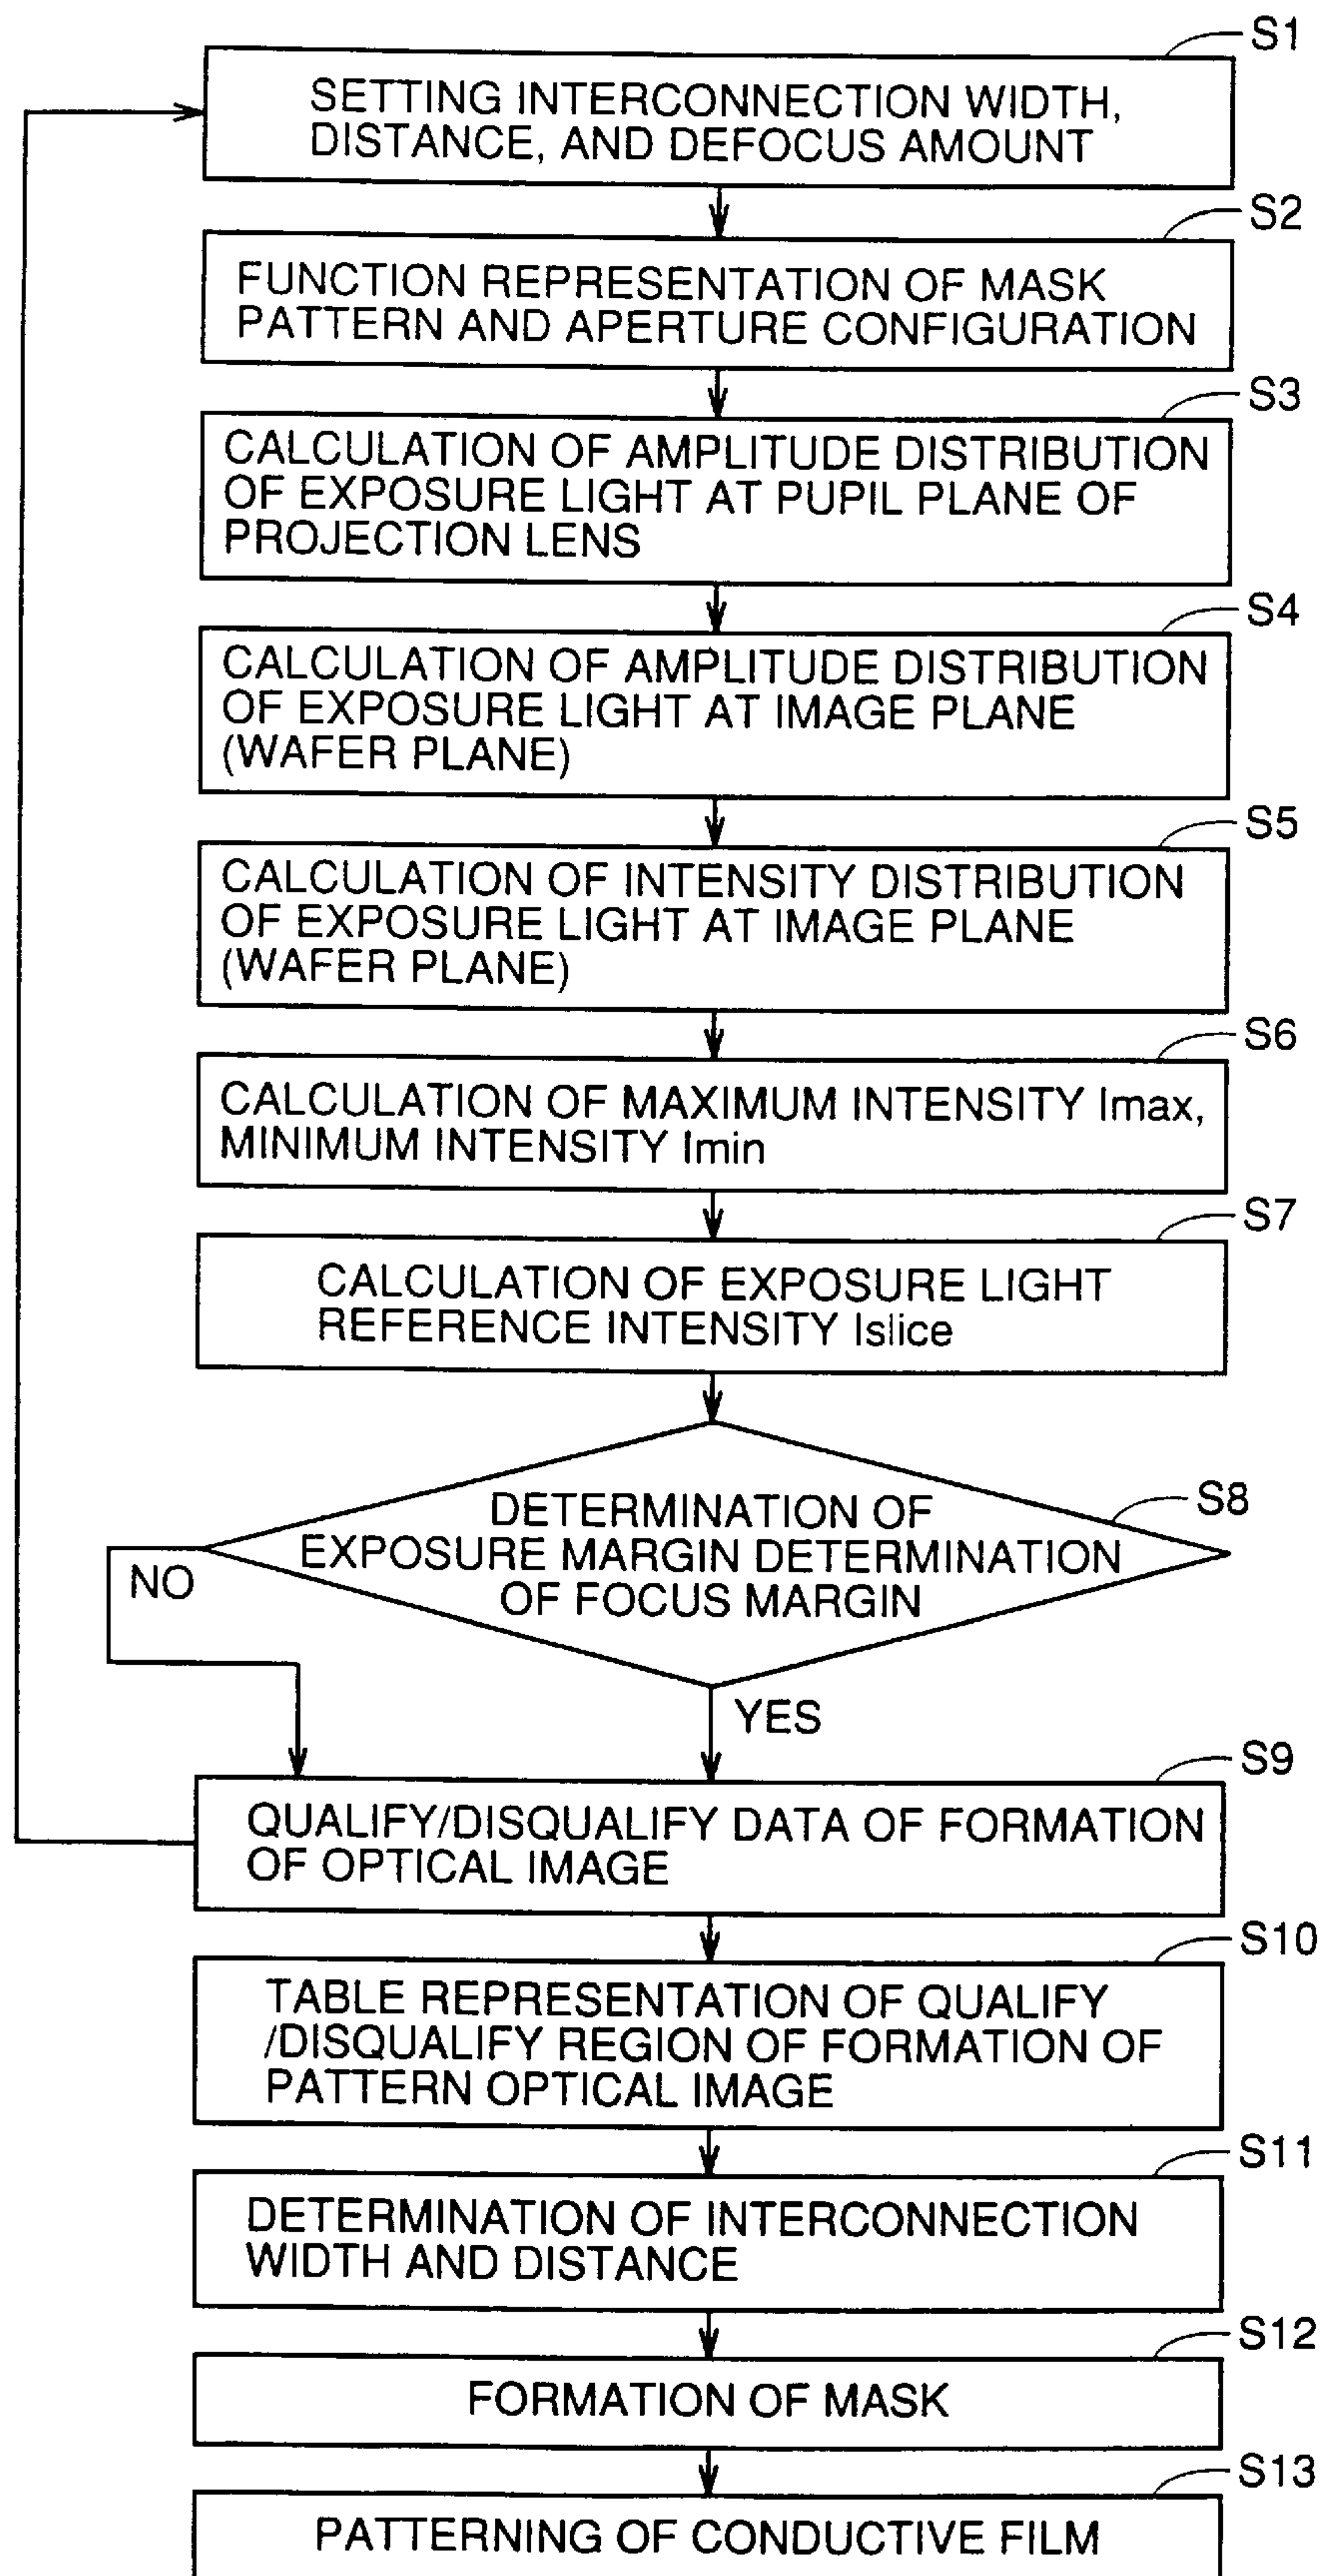 S1
SETTING INTERCONNECTION WIDTH,
DISTANCE, AND DEFOCUS AMOUNT
S2
FUNCTION REPRESENTATION OF MASK
PATTERN AND APERTURE CONFIGURATION
S3
CALCULATION OF AMPLITUDE DISTRIBUTION
OF EXPOSURE LIGHT AT PUPIL PLANE OF
PROJECTION LENS
S4
CALCULATION OF AMPLITUDE DISTRIBUTION
OF EXPOSURE LIGHT AT IMAGE PLANE
(WAFER PLANE)
S5
CALCULATION OF INTENSITY DISTRIBUTION
OF EXPOSURE LIGHT AT IMAGE PLANE
(WAFER PLANE)
S6
CALCULATION OF MAXIMUM INTENSITY Imax,
MINIMUM INTENSITY Imin
S7
CALCULATION OF EXPOSURE LIGHT
REFERENCE INTENSITY Islice
S8
DETERMINATION OF
EXPOSURE MARGIN DETERMINATION
OF FOCUS MARGIN
NO
YES
S9
QUALIFY/DISQUALIFY DATA OF FORMATION
OF OPTICAL IMAGE
S10
TABLE REPRESENTATION OF QUALIFY
/DISQUALIFY REGION OF FORMATION OF
PATTERN OPTICAL IMAGE
S11
DETERMINATION OF INTERCONNECTION
WIDTH AND DISTANCE
S12
FORMATION OF MASK
S13
PATTERNING OF CONDUCTIVE FILM